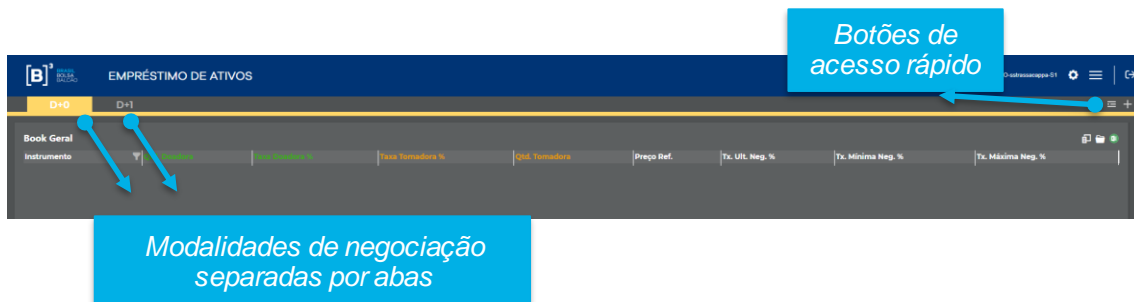 Botões de
acesso rápido
[B]³ BRASIL
BOLSA
BALCÃO
EMPRÉSTIMO DE ATIVOS
D+0 D+1
Book Geral
Instrumento Doadora Taxa Doadora % Taxa Tomadora % Qtd. Tomadora Preço Ref. Tx. Ult. Neg. % Tx. Mínima Neg. % Tx. Máxima Neg. %
Modalidades de negociação
separadas por abas